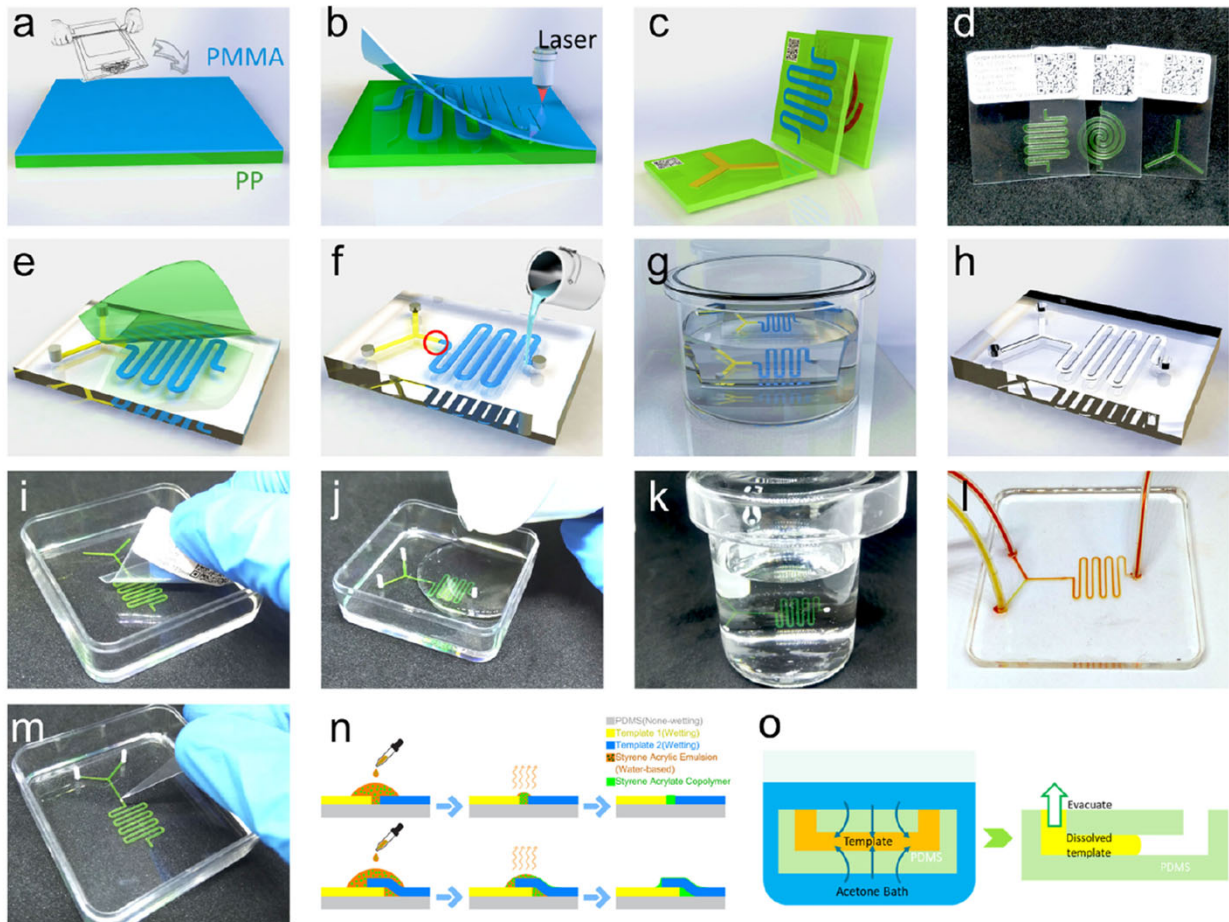 a
PMMA
PP
b
Laser
c
d
e
f
g
h
i
j
k
l
m
n
PDMS(None-wetting)
Template 1(Wetting)
Template 2(Wetting)
Styrene Acrylic Emulsion
(Water-based)
Styrene Acrylate Copolymer
o
Template
PDMS
Acetone Bath
Evacuate
Dissolved
template
PDMS